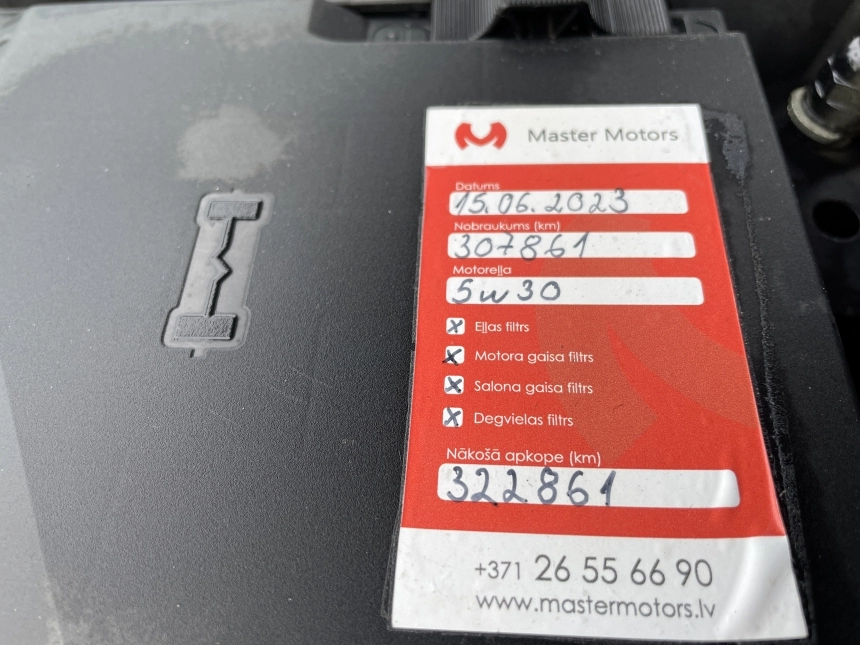 Master Motors
Datums
15.06.2023
Nobraukums (km)
307861
Motoreļļa
5w30
Eļļas filtrs
Motora gaisa filtrs
Salona gaisa filtrs
Degvielas filtrs
Nākošā apkope (km)
322861
+371 26 55 66 90
www.mastermotors.lv